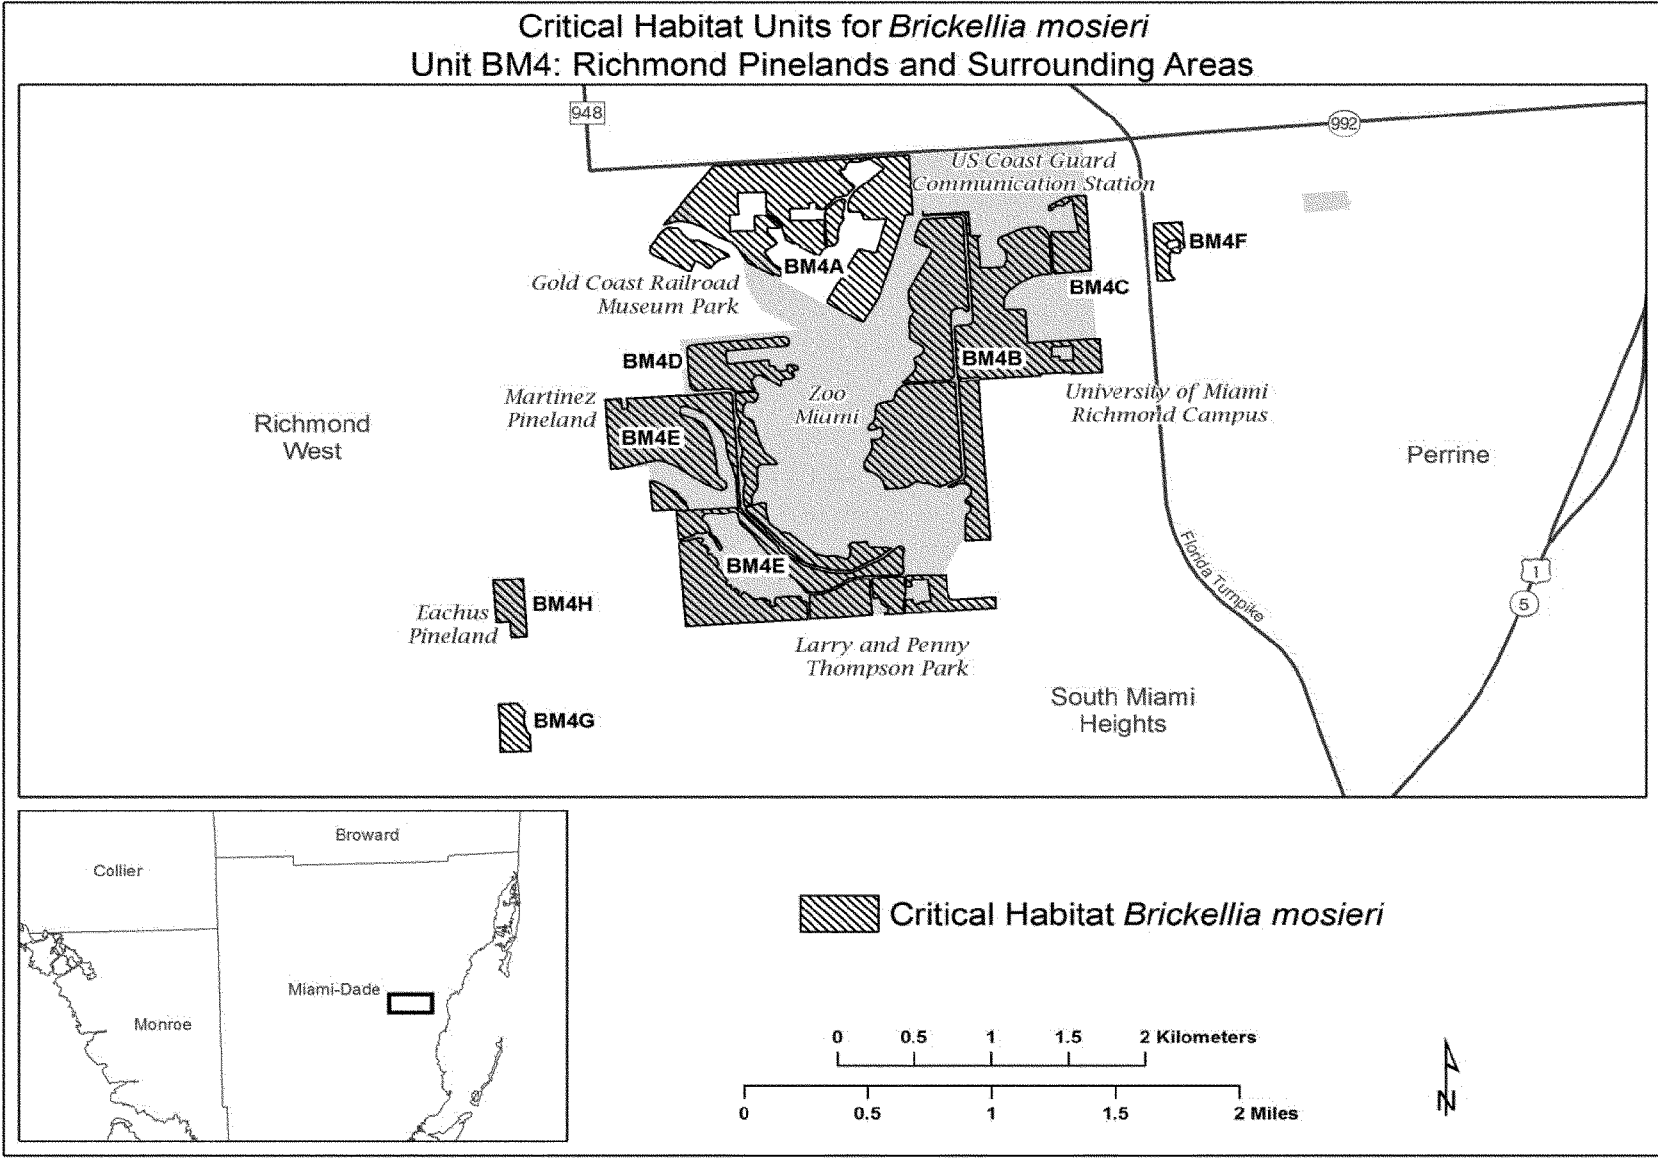 Critical Habitat Units for Brickellia mosieri
Unit BM4: Richmond Pinelands and Surrounding Areas
948
992
US Coast Guard
Communication Station
BM4F
BM4A
Gold Coast Railroad
Museum Park
BM4C
BM4D
BM4B
Martinez
Pineland
Zoo
Miami
University of Miami
Richmond Campus
Richmond
West
BM4E
Perrine
Florida Turnpike
BM4E
1
5
BM4H
Eachus
Pineland
Larry and Penny
Thompson Park
South Miami
Heights
BM4G
Broward
Collier
Miami-Dade
Monroe
Critical Habitat Brickellia mosieri
0 0.5 1 1.5 2 Kilometers
0 0.5 1 1.5 2 Miles
N